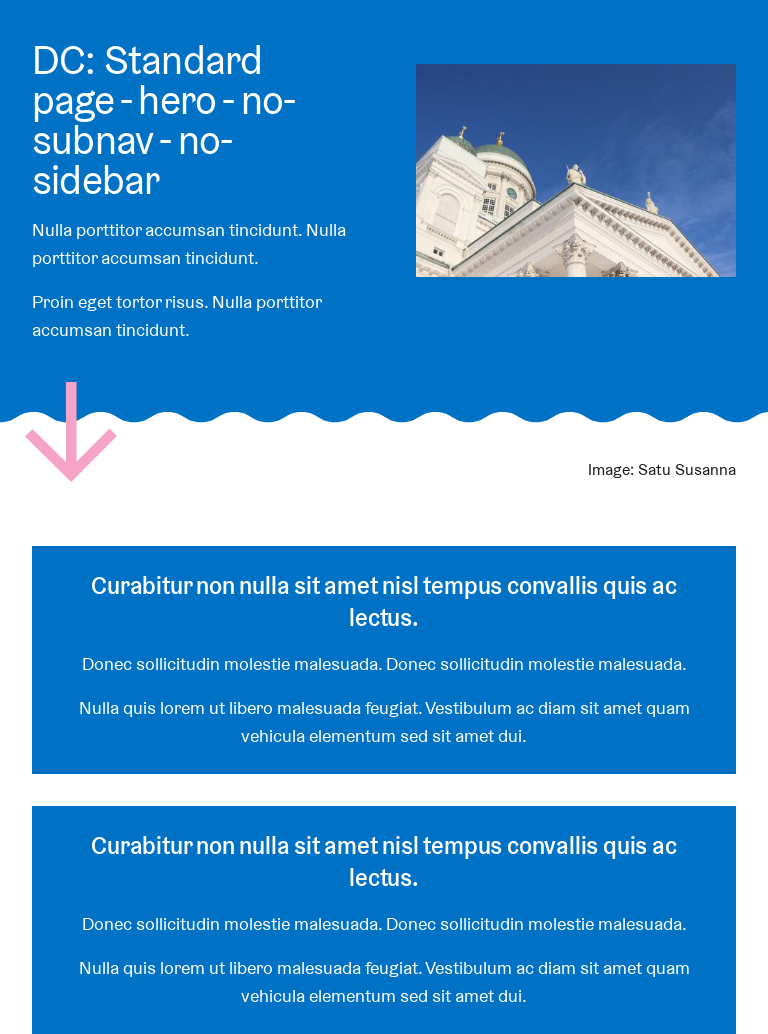 DC: Standard
page - hero - no-
subnav - no-
sidebar
Nulla porttitor accumsan tincidunt. Nulla
porttitor accumsan tincidunt.
Proin eget tortor risus. Nulla porttitor
accumsan tincidunt.
Image: Satu Susanna
Curabitur non nulla sit amet nisl tempus convallis quis ac
lectus.
Donec sollicitudin molestie malesuada. Donec sollicitudin molestie malesuada.
Nulla quis lorem ut libero malesuada feugiat. Vestibulum ac diam sit amet quam
vehicula elementum sed sit amet dui.
Curabitur non nulla sit amet nisl tempus convallis quis ac
lectus.
Donec sollicitudin molestie malesuada. Donec sollicitudin molestie malesuada.
Nulla quis lorem ut libero malesuada feugiat. Vestibulum ac diam sit amet quam
vehicula elementum sed sit amet dui.